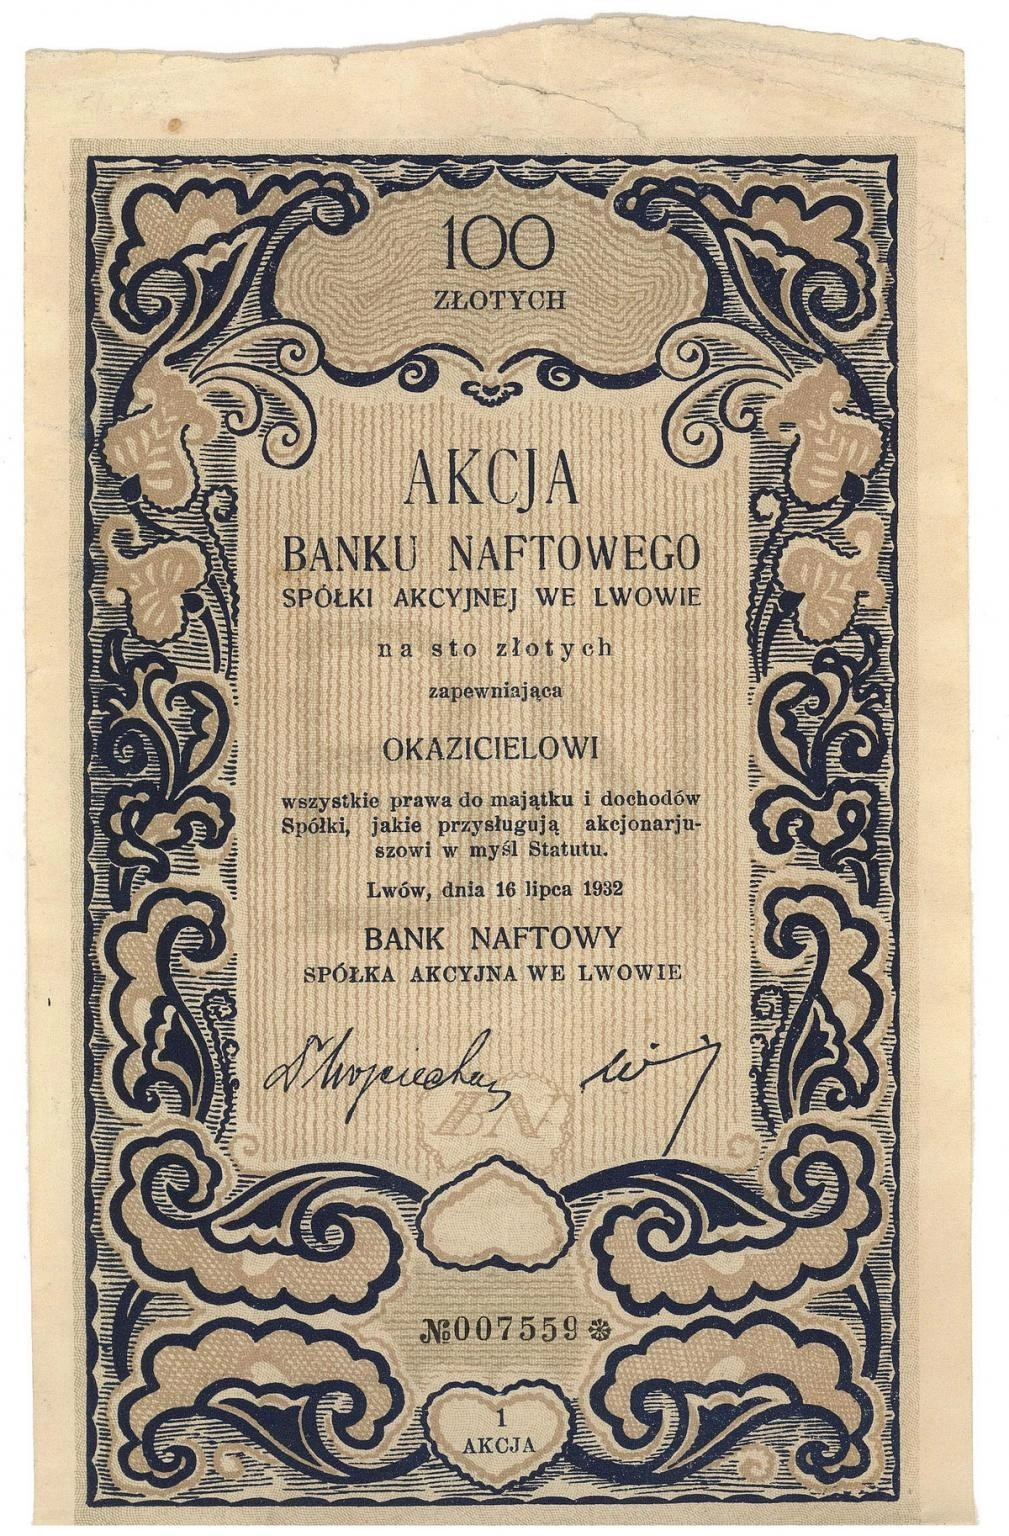 100
ZŁOTYCH
AKCJA
BANKU NAFTOWEGO
SPÓŁKI AKCYJNEJ WE LWOWIE
na sto złotych
zapewniająca
OKAZICIELOWI
wszystkie prawa do majątku i dochodów
Spółki, jakie przysługują akcjonarju-
szowi w myśl Statutu.
Lwów, dnia 16 lipca 1932
BANK NAFTOWY
SPÓŁKA AKCYJNA WE LWOWIE
BN
№007559
1
AKCJA